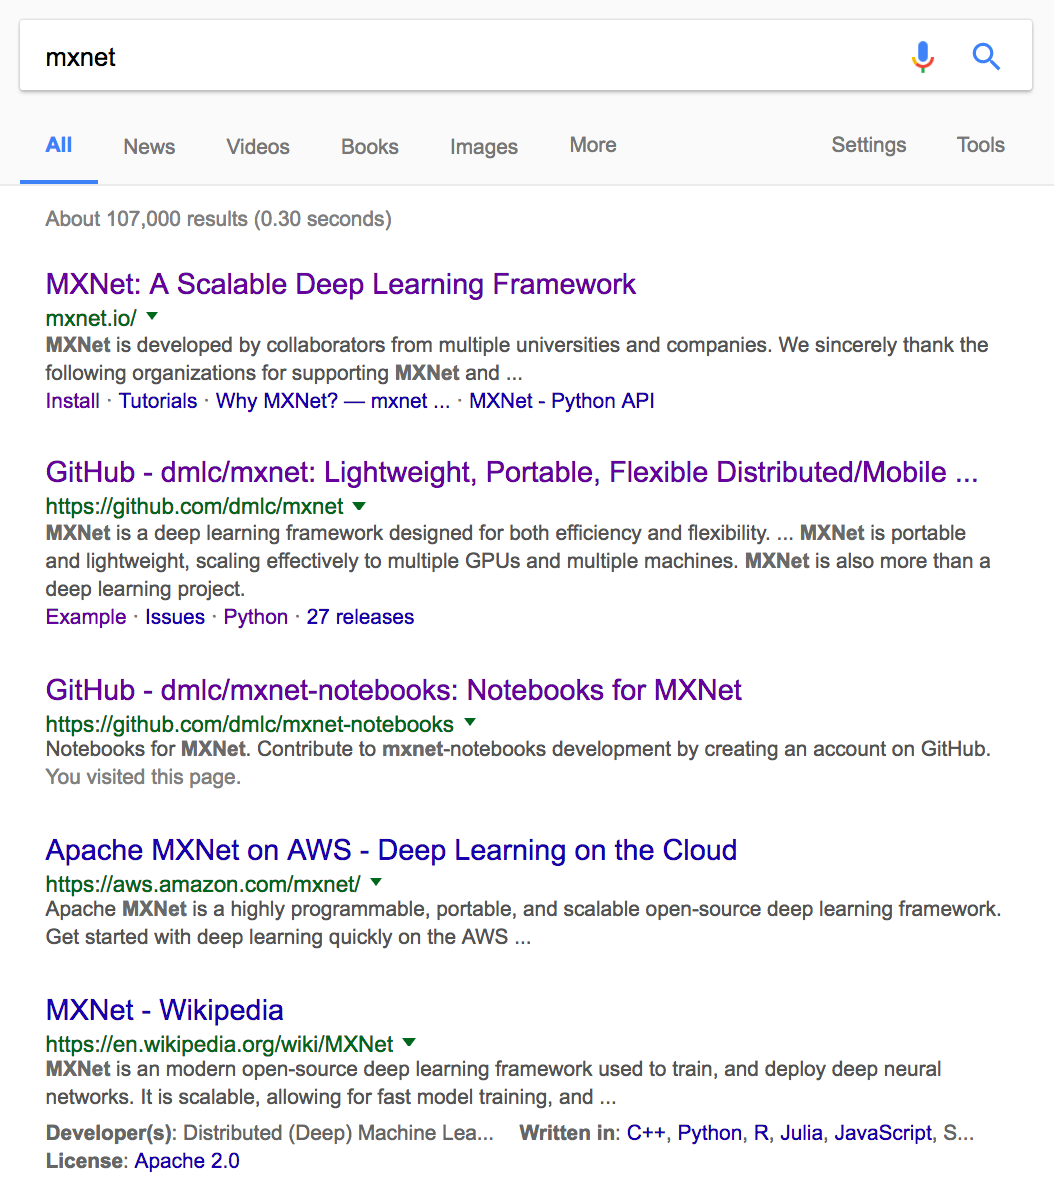 mxnet
All News Videos Books Images More Settings Tools
About 107,000 results (0.30 seconds)
MXNet: A Scalable Deep Learning Framework
mxnet.io/
MXNet is developed by collaborators from multiple universities and companies. We sincerely thank the
following organizations for supporting MXNet and ...
Install · Tutorials · Why MXNet? — mxnet ... · MXNet - Python API
GitHub - dmlc/mxnet: Lightweight, Portable, Flexible Distributed/Mobile ...
https://github.com/dmlc/mxnet
MXNet is a deep learning framework designed for both efficiency and flexibility. ... MXNet is portable
and lightweight, scaling effectively to multiple GPUs and multiple machines. MXNet is also more than a
deep learning project.
Example · Issues · Python · 27 releases
GitHub - dmlc/mxnet-notebooks: Notebooks for MXNet
https://github.com/dmlc/mxnet-notebooks
Notebooks for MXNet. Contribute to mxnet-notebooks development by creating an account on GitHub.
You visited this page.
Apache MXNet on AWS - Deep Learning on the Cloud
https://aws.amazon.com/mxnet/
Apache MXNet is a highly programmable, portable, and scalable open-source deep learning framework.
Get started with deep learning quickly on the AWS ...
MXNet - Wikipedia
https://en.wikipedia.org/wiki/MXNet
MXNet is an modern open-source deep learning framework used to train, and deploy deep neural
networks. It is scalable, allowing for fast model training, and ...
Developer(s): Distributed (Deep) Machine Lea... Written in: C++, Python, R, Julia, JavaScript, S...
License: Apache 2.0